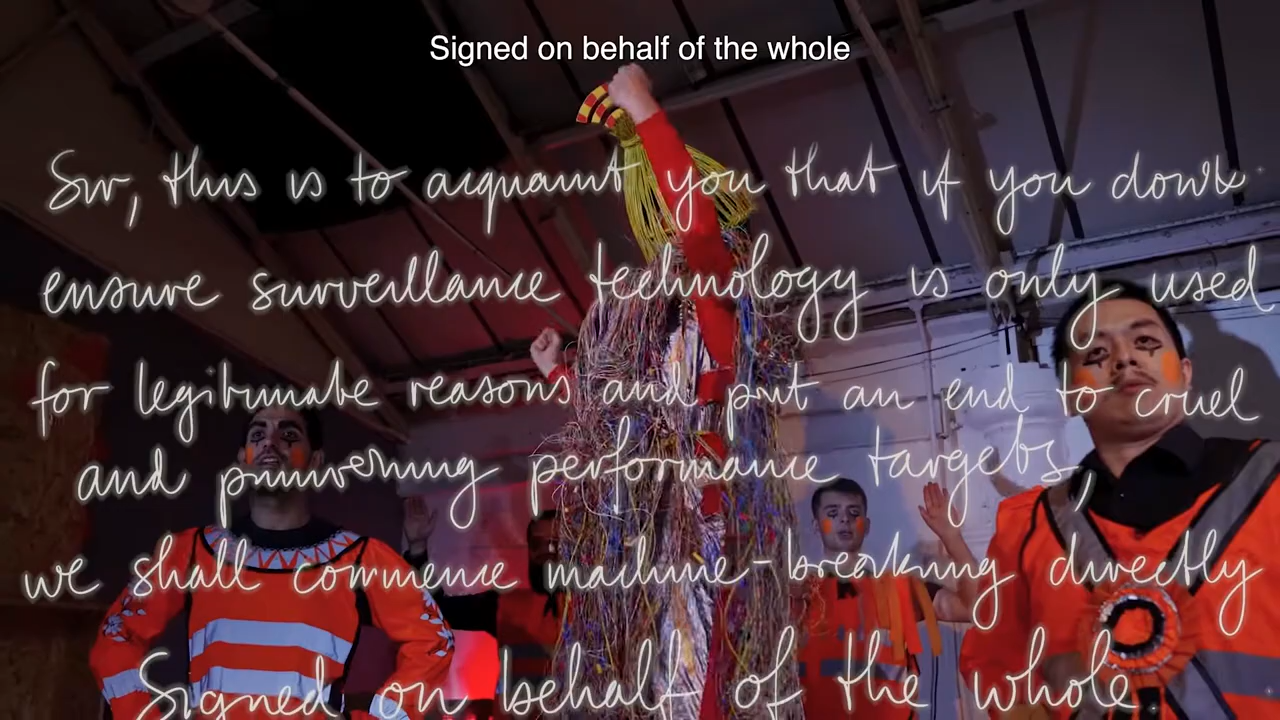 Signed on behalf of the whole
Sir, this is to acquaint you that if you don't
ensure surveillance technology is only used
for legitimate reasons and put an end to cruel
and punishing performance targets,
we shall commence machine-breaking directly
Signed on behalf of the whole.